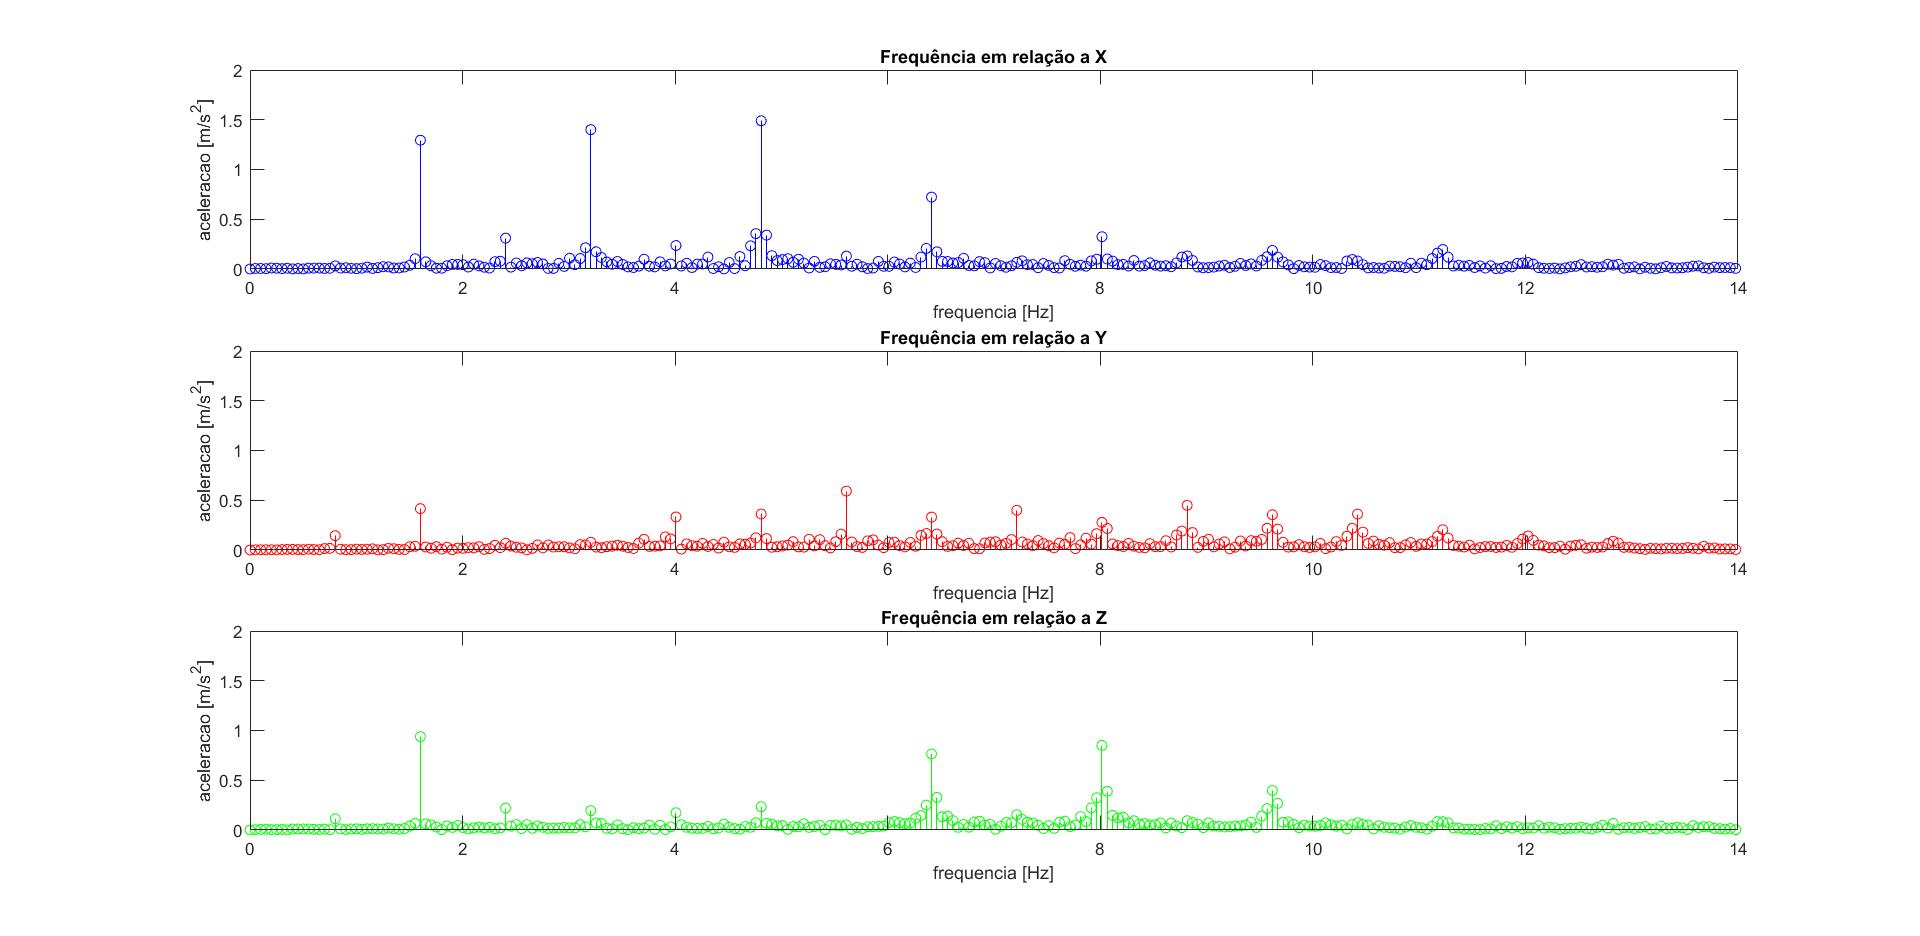 Frequência em relação a X
aceleracao [m/s^2]
2
1.5
1
0.5
0
0 2 4 6 8 10 12 14
frequencia [Hz]
Frequência em relação a Y
aceleracao [m/s^2]
2
1.5
1
0.5
0
0 2 4 6 8 10 12 14
frequencia [Hz]
Frequência em relação a Z
aceleracao [m/s^2]
2
1.5
1
0.5
0
0 2 4 6 8 10 12 14
frequencia [Hz]